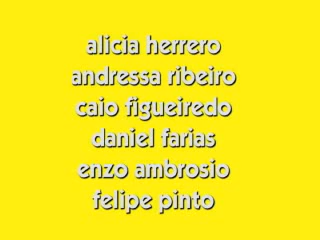 alicia herrero
andressa ribeiro
caio figueiredo
daniel farias
enzo ambrosio
felipe pinto